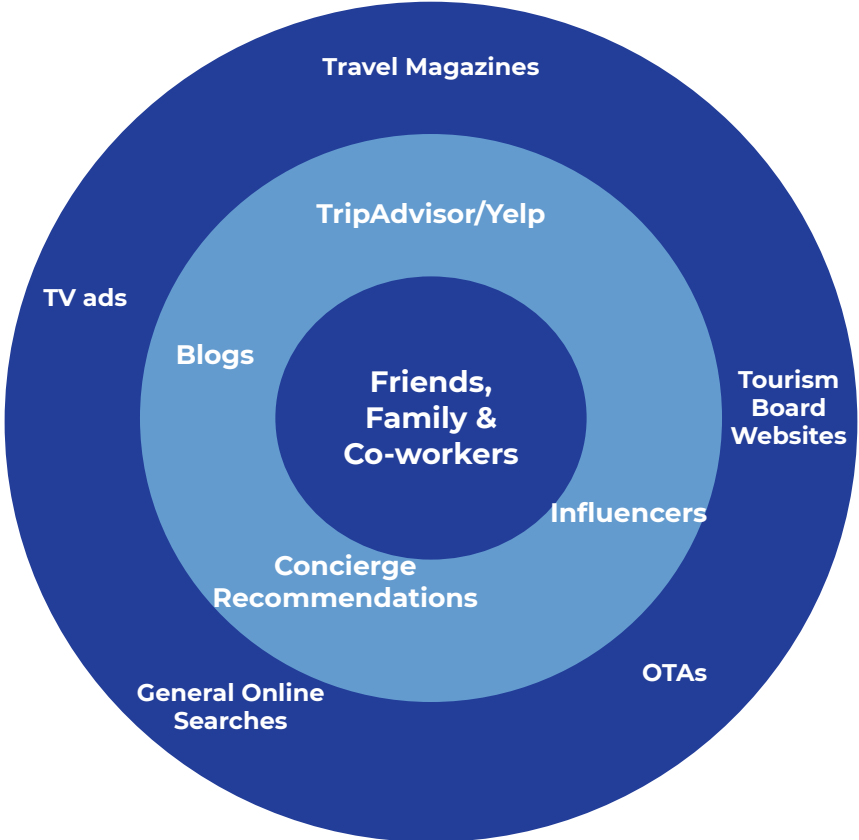 Travel Magazines
TripAdvisor/Yelp
TV ads
Blogs
Friends,
Family &
Co-workers
Tourism
Board
Websites
Influencers
Concierge
Recommendations
OTAs
General Online
Searches